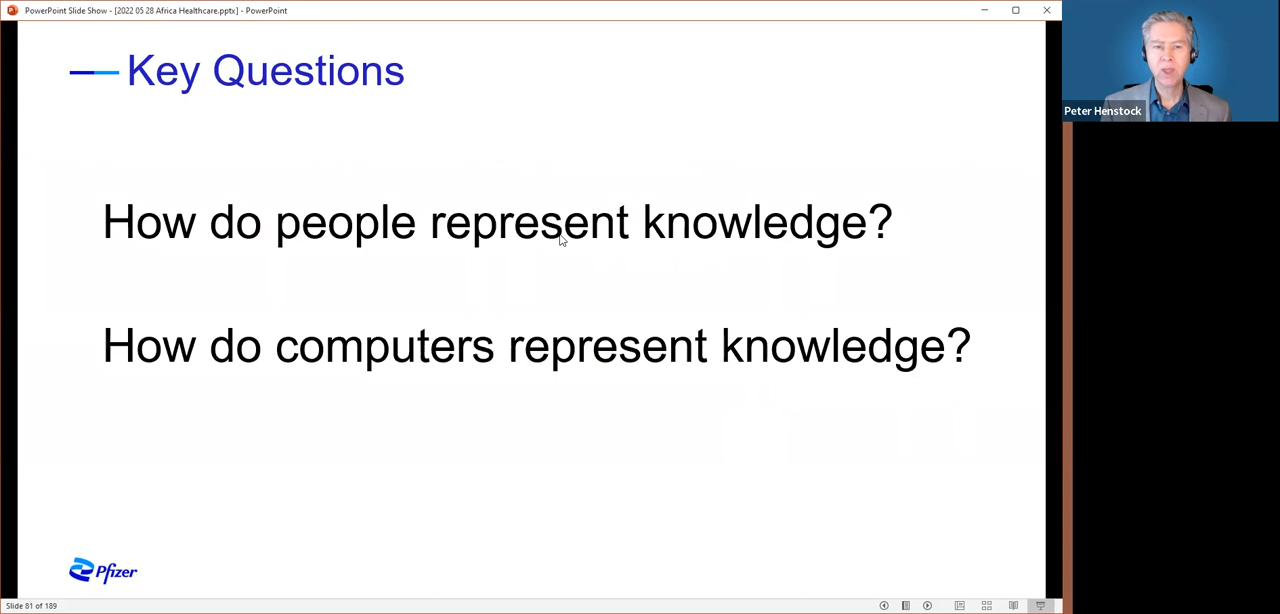 PowerPoint Slide Show - [2022 05 28 Africa Healthcare.pptx] - PowerPoint
Key Questions
Peter Henstock
How do people represent knowledge?
How do computers represent knowledge?
Pfizer
Slide 81 of 189